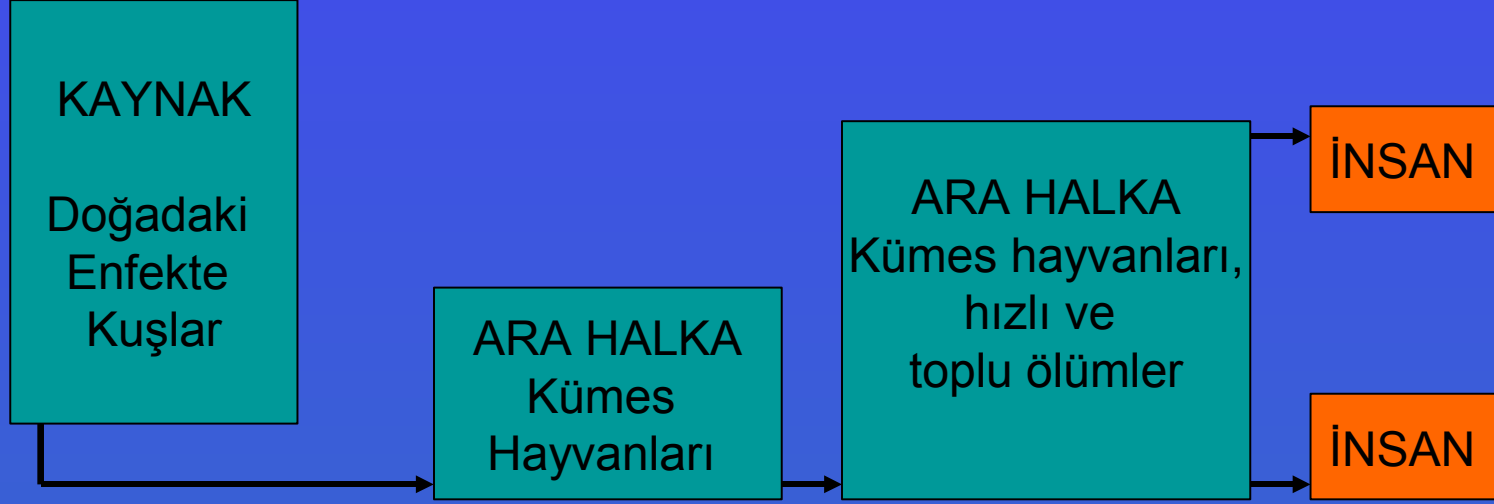 KAYNAK
Doğadaki
Enfekte
Kuşlar
ARA HALKA
Kümes
Hayvanları
ARA HALKA
Kümes hayvanları,
hızlı ve
toplu ölümler
İNSAN
İNSAN